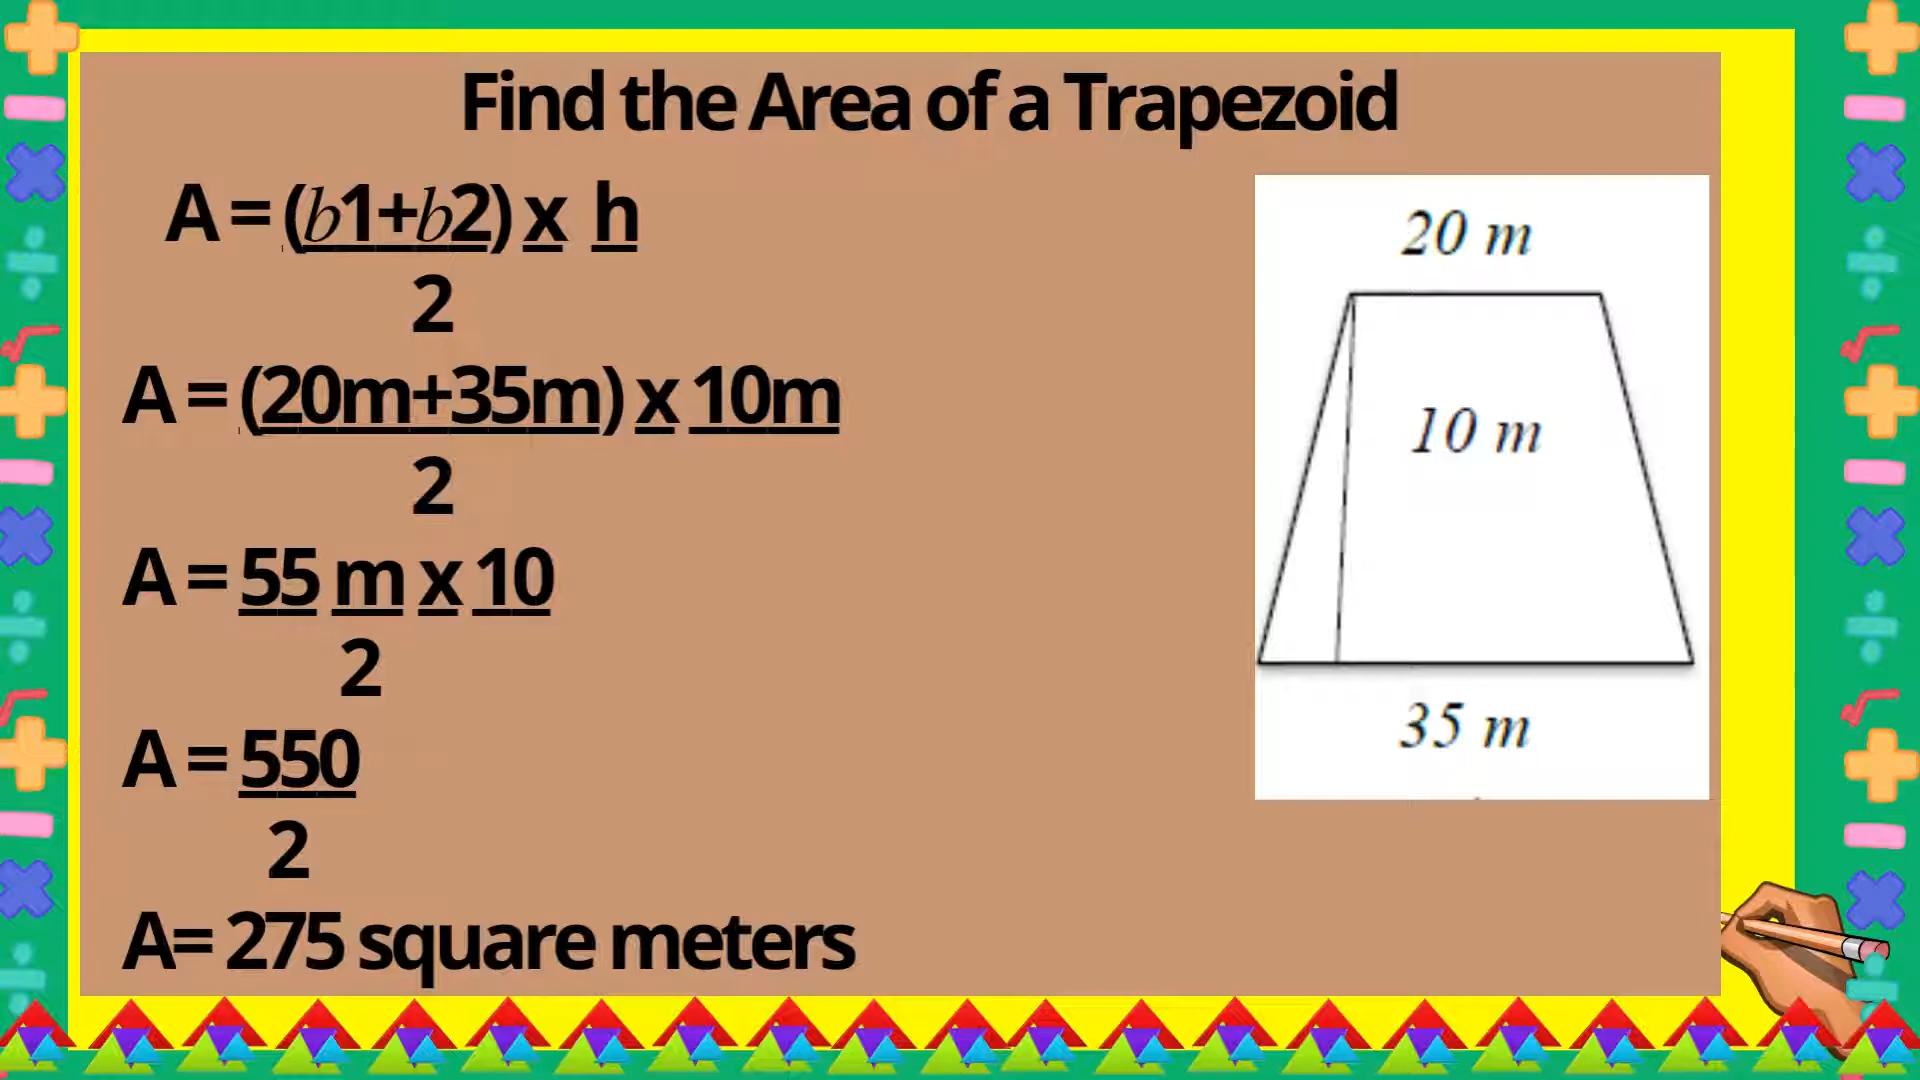 Find the Area of a Trapezoid
A = (b1+b2) x h
2
A = (20m+35m) x 10m
2
A = 55 m x 10
2
A = 550
2
A= 275 square meters
20 m
10 m
35 m